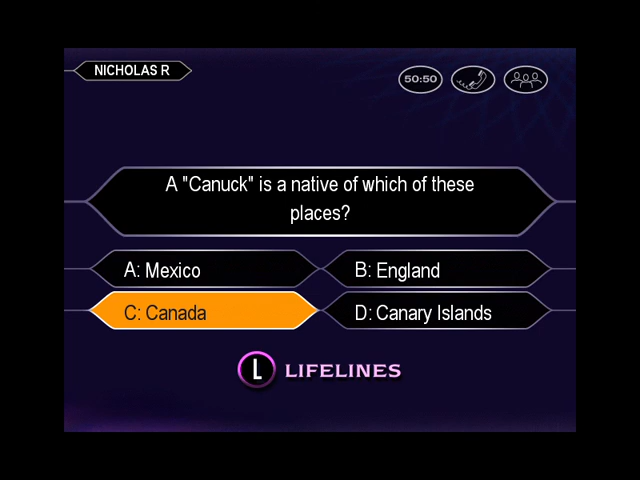 NICHOLAS R
50:50
A "Canuck" is a native of which of these
places?
A: Mexico
B: England
C: Canada
D: Canary Islands
L LIFELINES